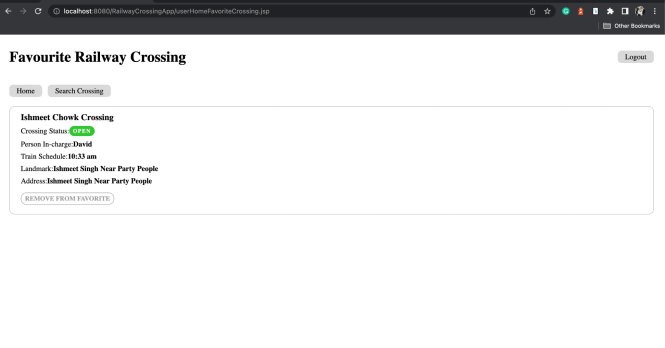 localhost:8080/RailwayCrossingApp/userHomeFavoriteCrossing.jsp
Other Bookmarks
Favourite Railway Crossing
Logout
Home Search Crossing
Ishmeet Chowk Crossing
Crossing Status:OPEN
Person In-charge:David
Train Schedule:10:33 am
Landmark:Ishmeet Singh Near Party People
Address:Ishmeet Singh Near Party People
REMOVE FROM FAVORITE